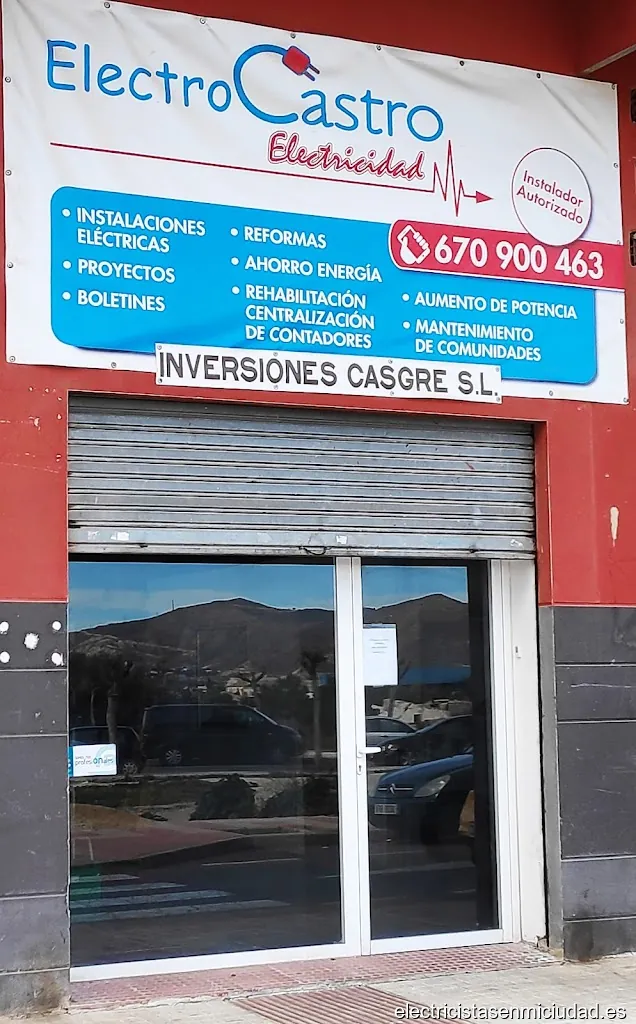 ElectroCastro
Electricidad
Instalador
Autorizado
670 900 463
• INSTALACIONES
ELÉCTRICAS
• PROYECTOS
• BOLETINES
• REFORMAS
• AHORRO ENERGÍA
• REHABILITACIÓN
CENTRALIZACIÓN
DE CONTADORES
• AUMENTO DE POTENCIA
• MANTENIMIENTO
DE COMUNIDADES
INVERSIONES CASGRE S.L.
electricistasenmiciudad.es